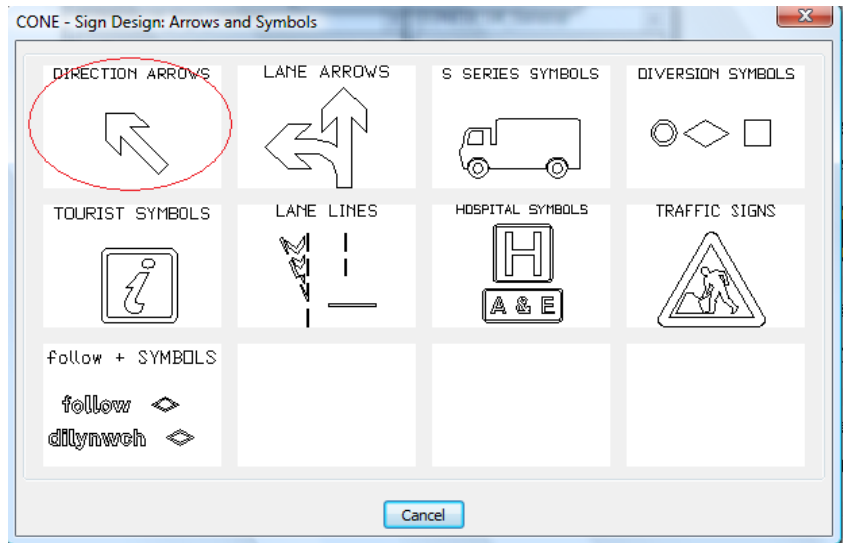 CONE - Sign Design: Arrows and Symbols
DIRECTION ARROWS
LANE ARROWS
S SERIES SYMBOLS
DIVERSION SYMBOLS
TOURIST SYMBOLS
i
LANE LINES
HOSPITAL SYMBOLS
H
A & E
TRAFFIC SIGNS
follow + SYMBOLS
follow
dilynwch
Cancel